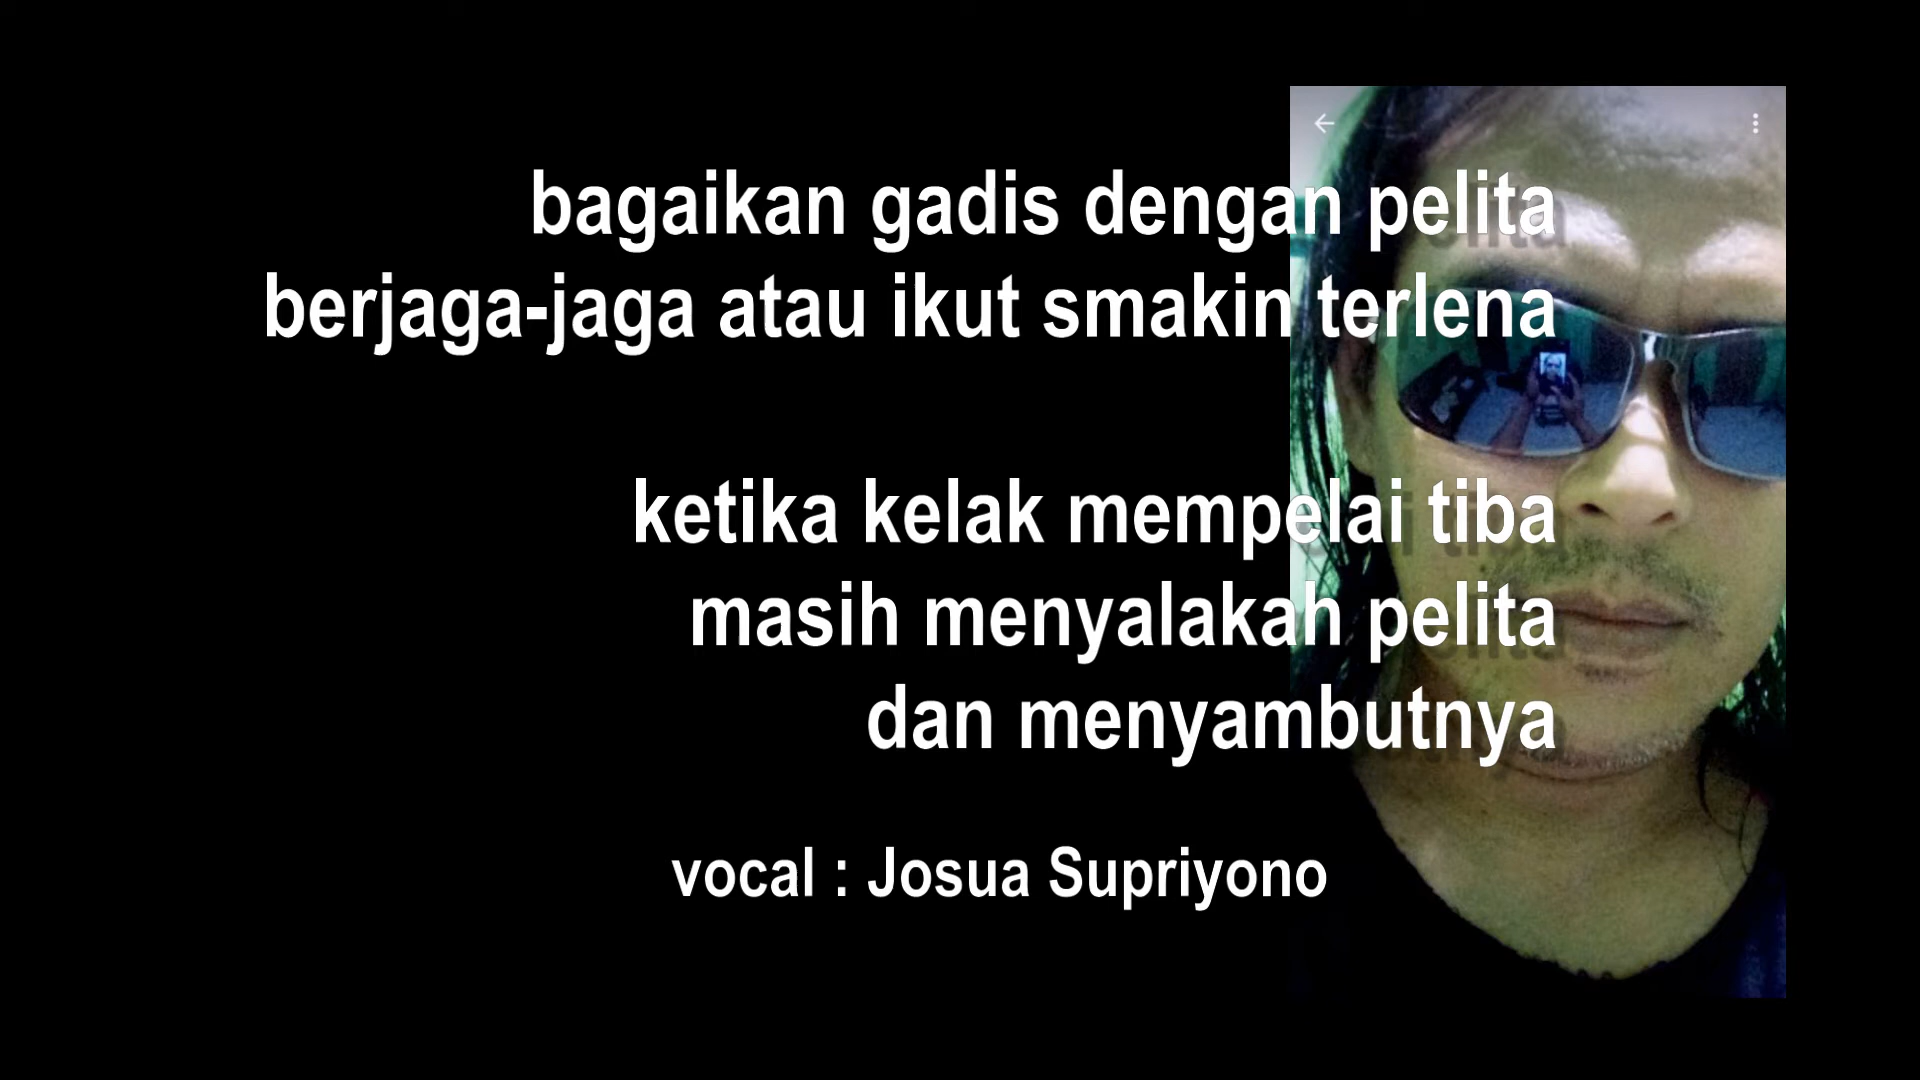 bagaikan gadis dengan pelita
berjaga-jaga atau ikut smakin terlena
ketika kelak mempelai tiba
masih menyalakah pelita
dan menyambutnya
vocal : Josua Supriyono